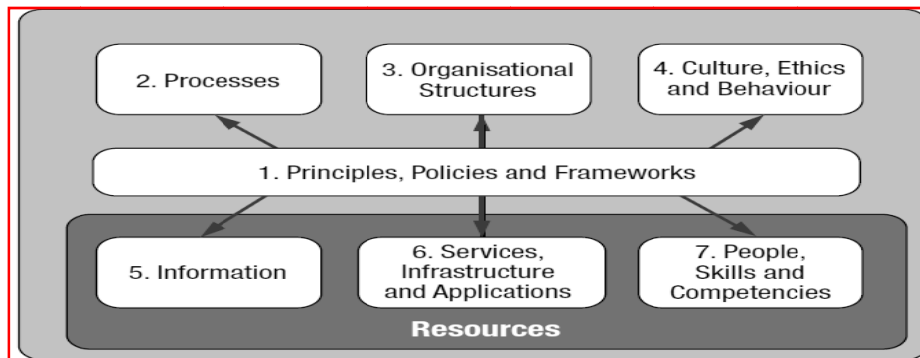 2. Processes
3. Organisational
Structures
4. Culture, Ethics
and Behaviour
1. Principles, Policies and Frameworks
5. Information
6. Services,
Infrastructure
and Applications
7. People,
Skills and
Competencies
Resources